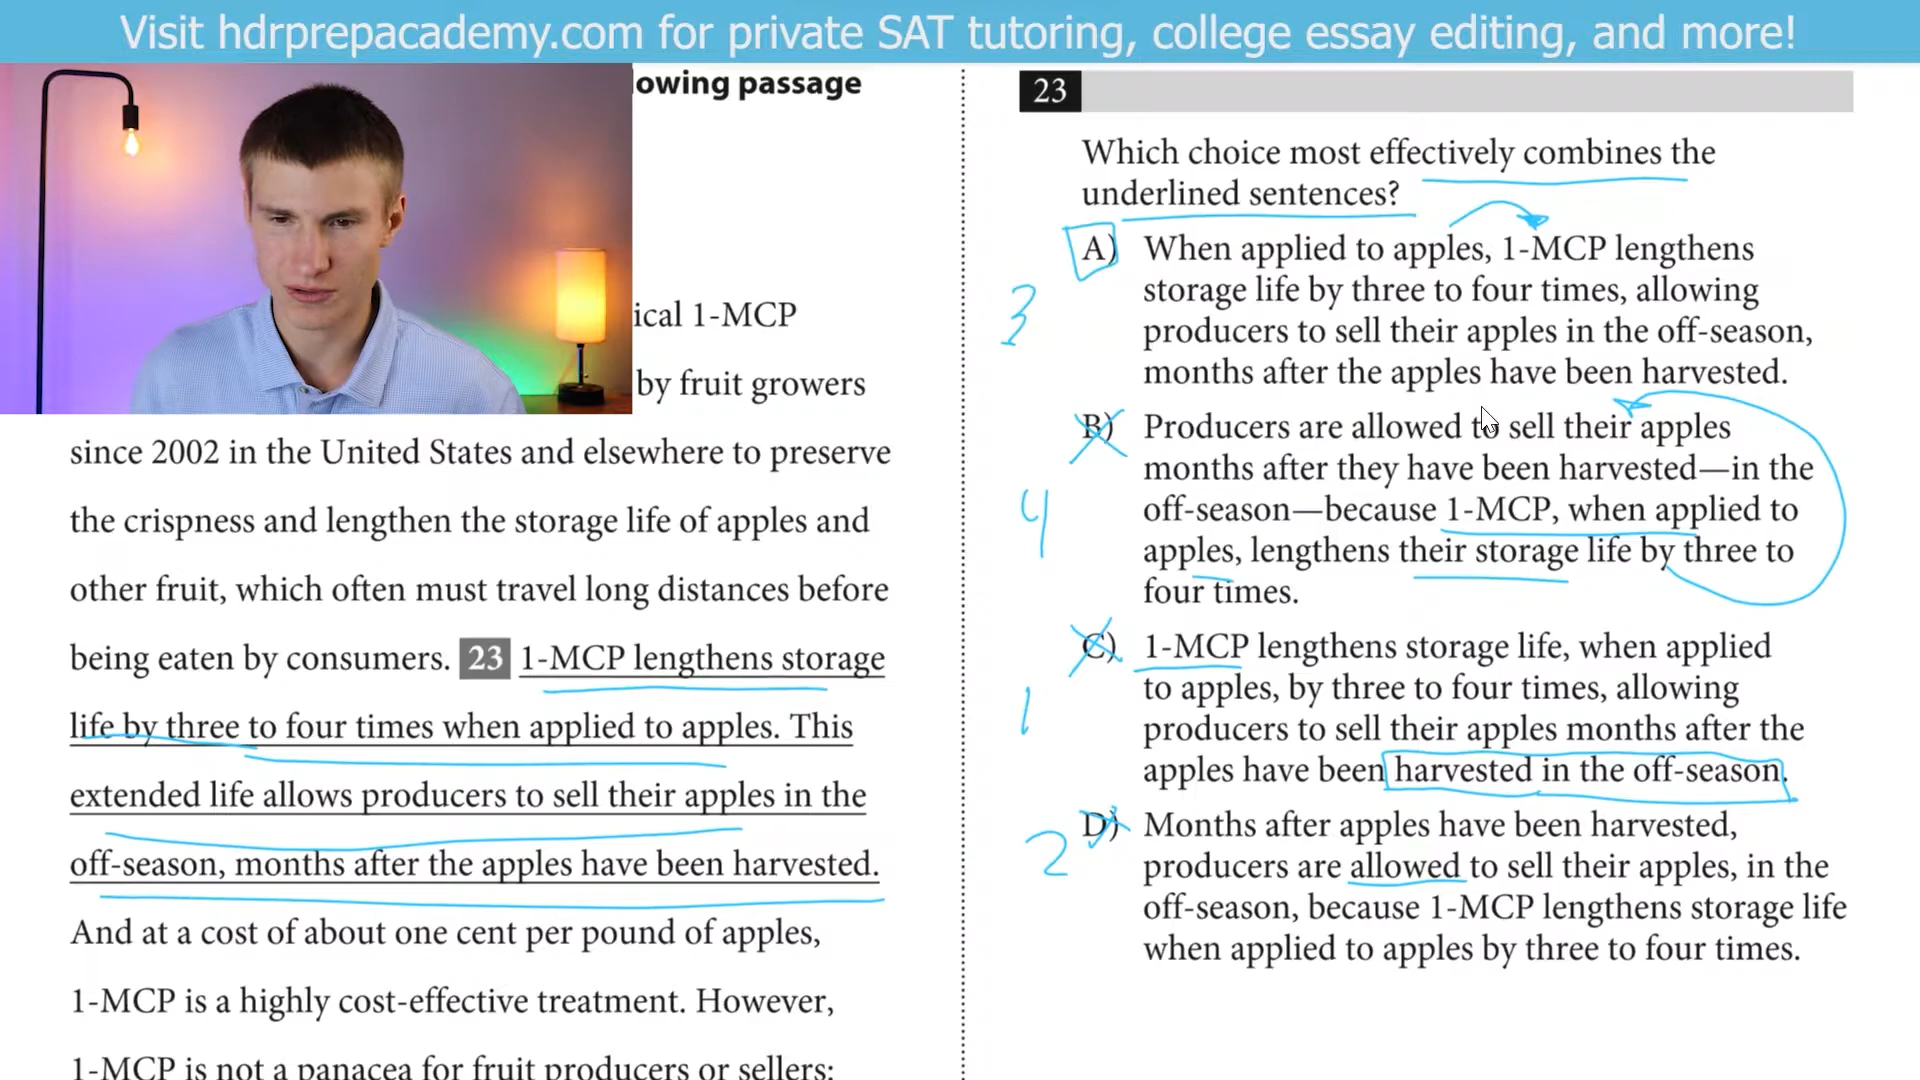 Visit hdrprepacademy.com for private SAT tutoring, college essay editing, and more!
owing passage
ical 1-MCP
by fruit growers
since 2002 in the United States and elsewhere to preserve
the crispness and lengthen the storage life of apples and
other fruit, which often must travel long distances before
being eaten by consumers. 23 1-MCP lengthens storage
life by three to four times when applied to apples. This
extended life allows producers to sell their apples in the
off-season, months after the apples have been harvested.
And at a cost of about one cent per pound of apples,
1-MCP is a highly cost-effective treatment. However,
1-MCP is not a panacea for fruit producers or sellers:
23
Which choice most effectively combines the
underlined sentences?
A) When applied to apples, 1-MCP lengthens
storage life by three to four times, allowing
producers to sell their apples in the off-season,
months after the apples have been harvested.
3
B) Producers are allowed to sell their apples
months after they have been harvested—in the
off-season—because 1-MCP, when applied to
apples, lengthens their storage life by three to
four times.
4
C) 1-MCP lengthens storage life, when applied
to apples, by three to four times, allowing
producers to sell their apples months after the
apples have been harvested in the off-season.
1
D) Months after apples have been harvested,
producers are allowed to sell their apples, in the
off-season, because 1-MCP lengthens storage life
when applied to apples by three to four times.
2